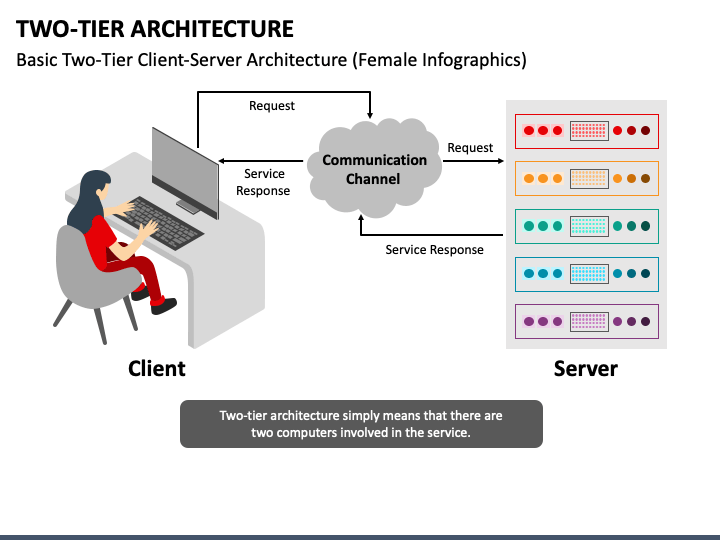 TWO-TIER ARCHITECTURE
Basic Two-Tier Client-Server Architecture (Female Infographics)
Request
Communication
Channel
Request
Service
Response
Service Response
Client
Server
Two-tier architecture simply means that there are
two computers involved in the service.